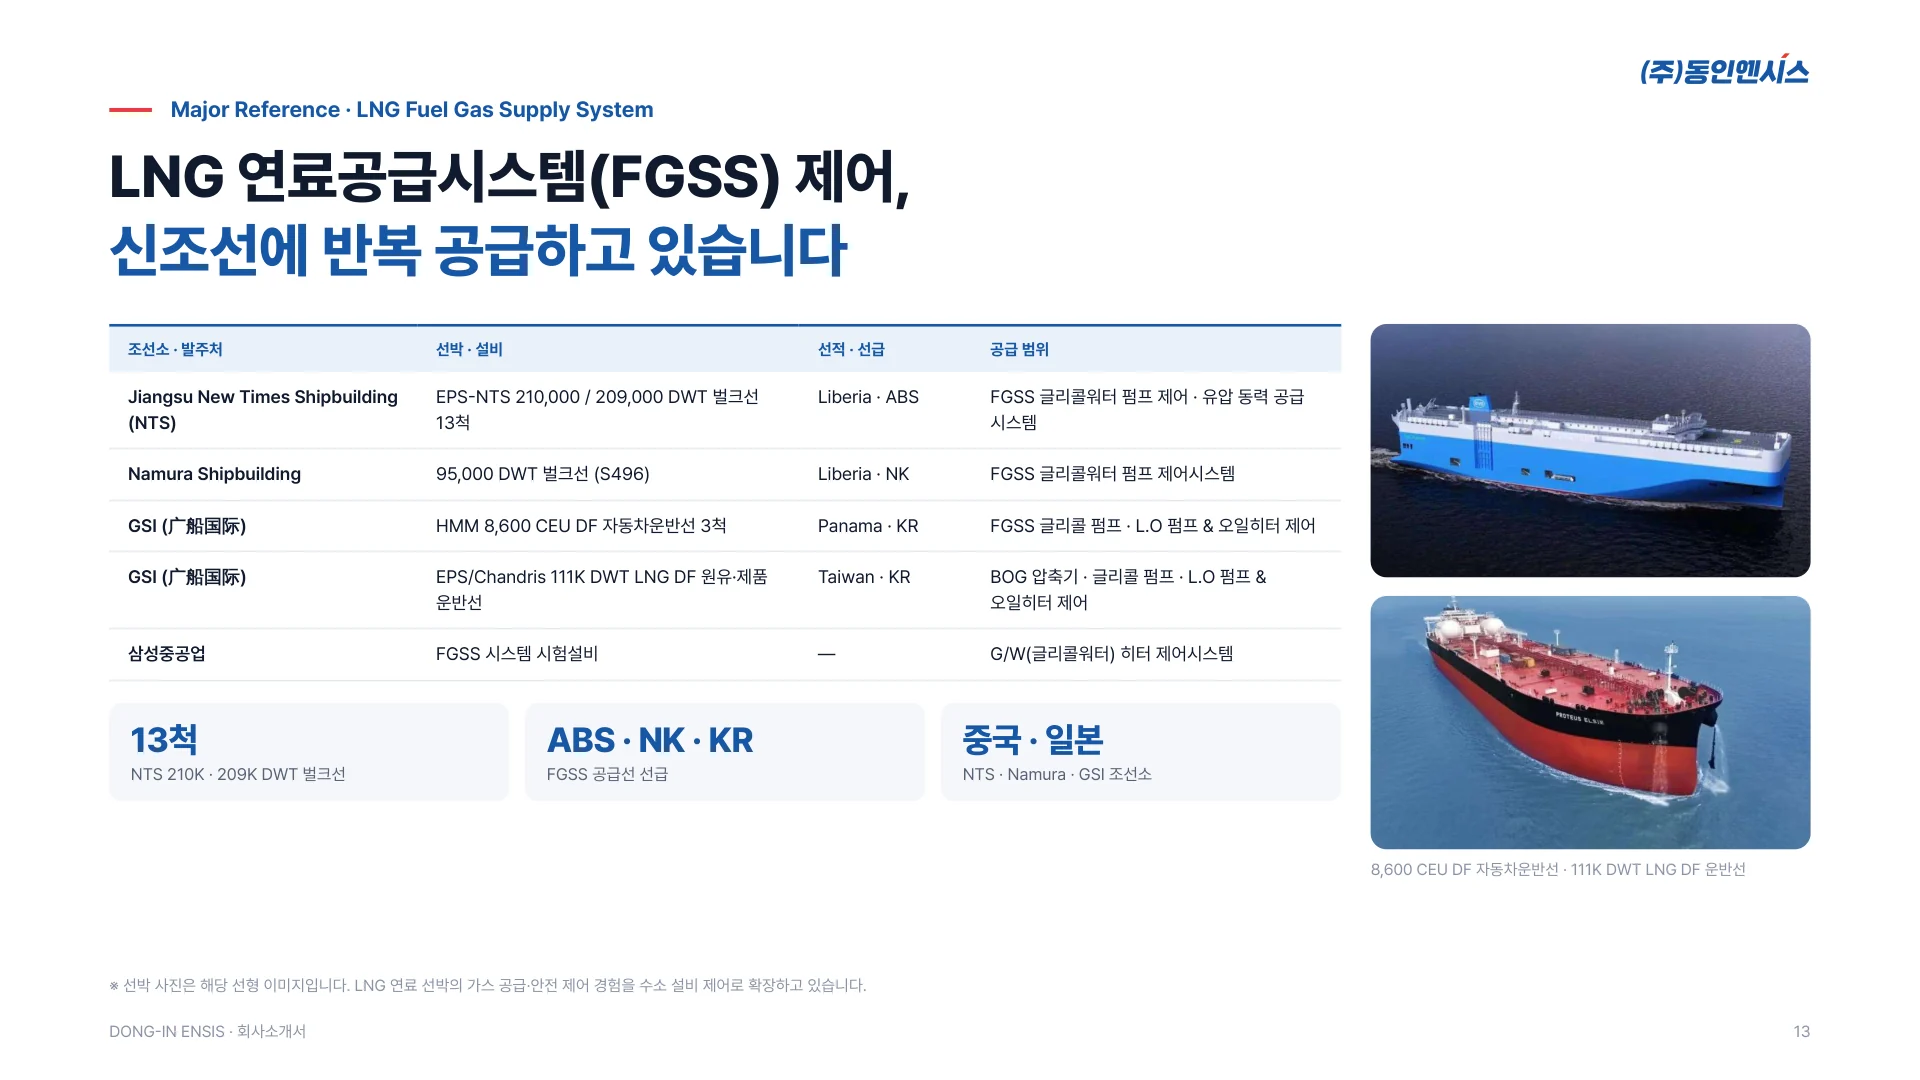 (주)동인엔시스
Major Reference · LNG Fuel Gas Supply System
LNG 연료공급시스템(FGSS) 제어,
신조선에 반복 공급하고 있습니다
조선소 · 발주처 선박 · 설비 선적 · 선급 공급 범위
Jiangsu New Times Shipbuilding (NTS) EPS-NTS 210,000 / 209,000 DWT 벌크선 13척 Liberia · ABS FGSS 글리콜워터 펌프 제어 · 유압 동력 공급 시스템
Namura Shipbuilding 95,000 DWT 벌크선 (S496) Liberia · NK FGSS 글리콜워터 펌프 제어시스템
GSI (广船国际) HMM 8,600 CEU DF 자동차운반선 3척 Panama · KR FGSS 글리콜 펌프 · L.O 펌프 & 오일히터 제어
GSI (广船国际) EPS/Chandris 111K DWT LNG DF 원유·제품 운반선 Taiwan · KR BOG 압축기 · 글리콜 펌프 · L.O 펌프 & 오일히터 제어
삼성중공업 FGSS 시스템 시험설비 — G/W(글리콜워터) 히터 제어시스템
13척
NTS 210K · 209K DWT 벌크선
ABS · NK · KR
FGSS 공급선 선급
중국 · 일본
NTS · Namura · GSI 조선소
PROTEUS
8,600 CEU DF 자동차운반선 · 111K DWT LNG DF 운반선
※ 선박 사진은 해당 선형 이미지입니다. LNG 연료 선박의 가스 공급·안전 제어 경험을 수소 설비 제어로 확장하고 있습니다.
DONG-IN ENSIS · 회사소개서
13